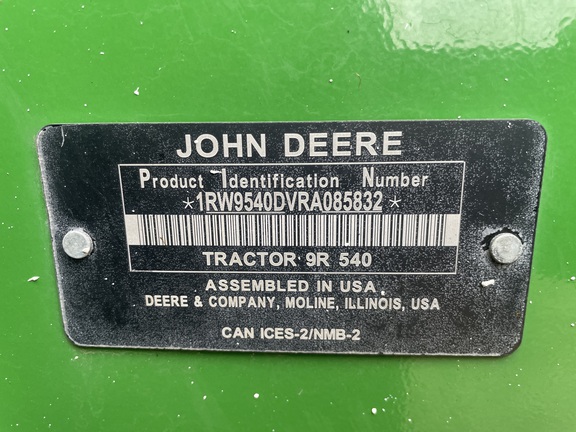 JOHN DEERE
Product Identification Number
*1RW9540DVRA085832*
TRACTOR 9R 540
ASSEMBLED IN USA
DEERE & COMPANY, MOLINE, ILLINOIS, USA
CAN ICES-2/NMB-2